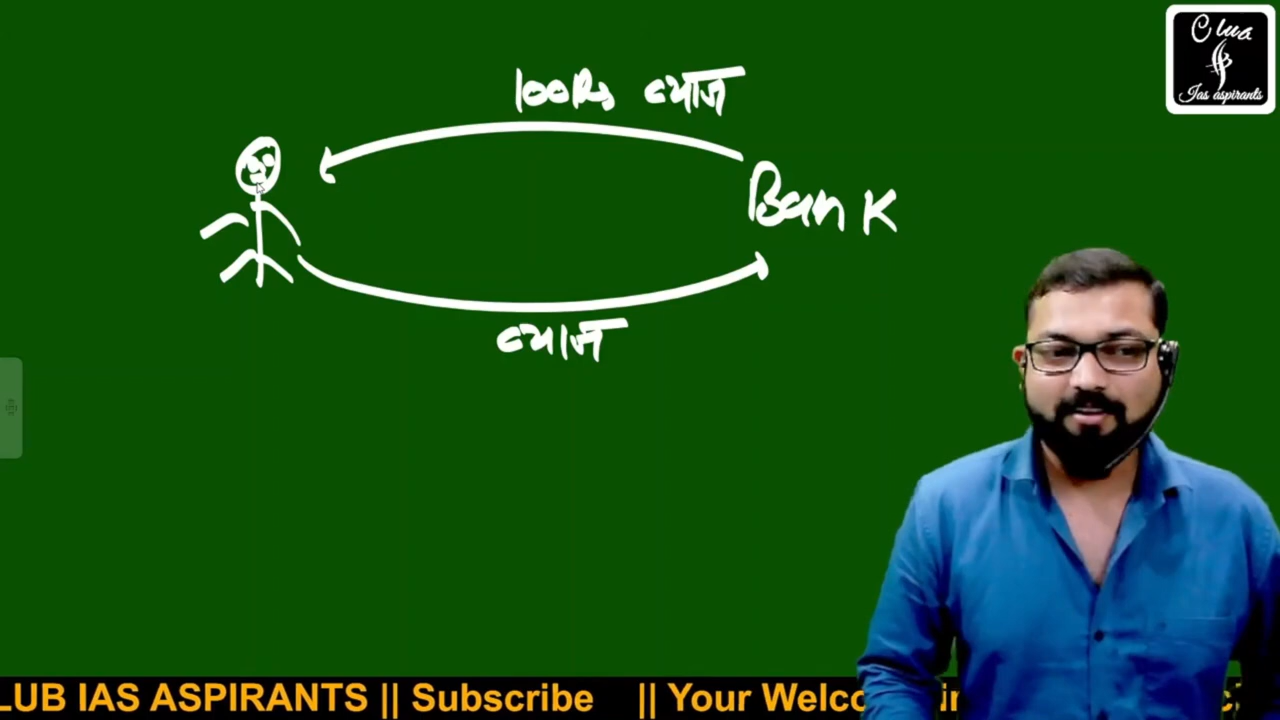 Club
Ias aspirants
100Rs ब्याज
Bank
ब्याज
LUB IAS ASPIRANTS || Subscribe || Your Welco